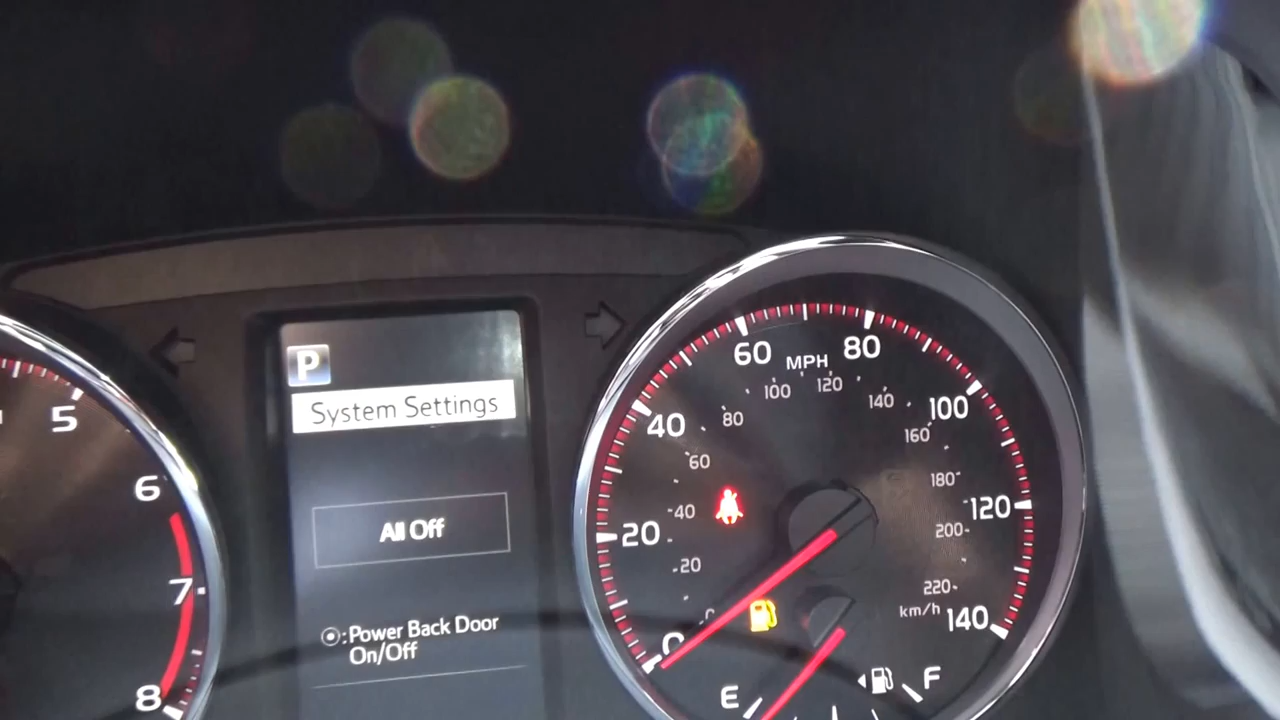 P
System Settings
All Off
⦿:Power Back Door
On/Off
5
6
7
8
0
20
40
60
80
100
120
140
MPH
20
40
60
80
100
120
140
160
180
200
220
km/h
E
F